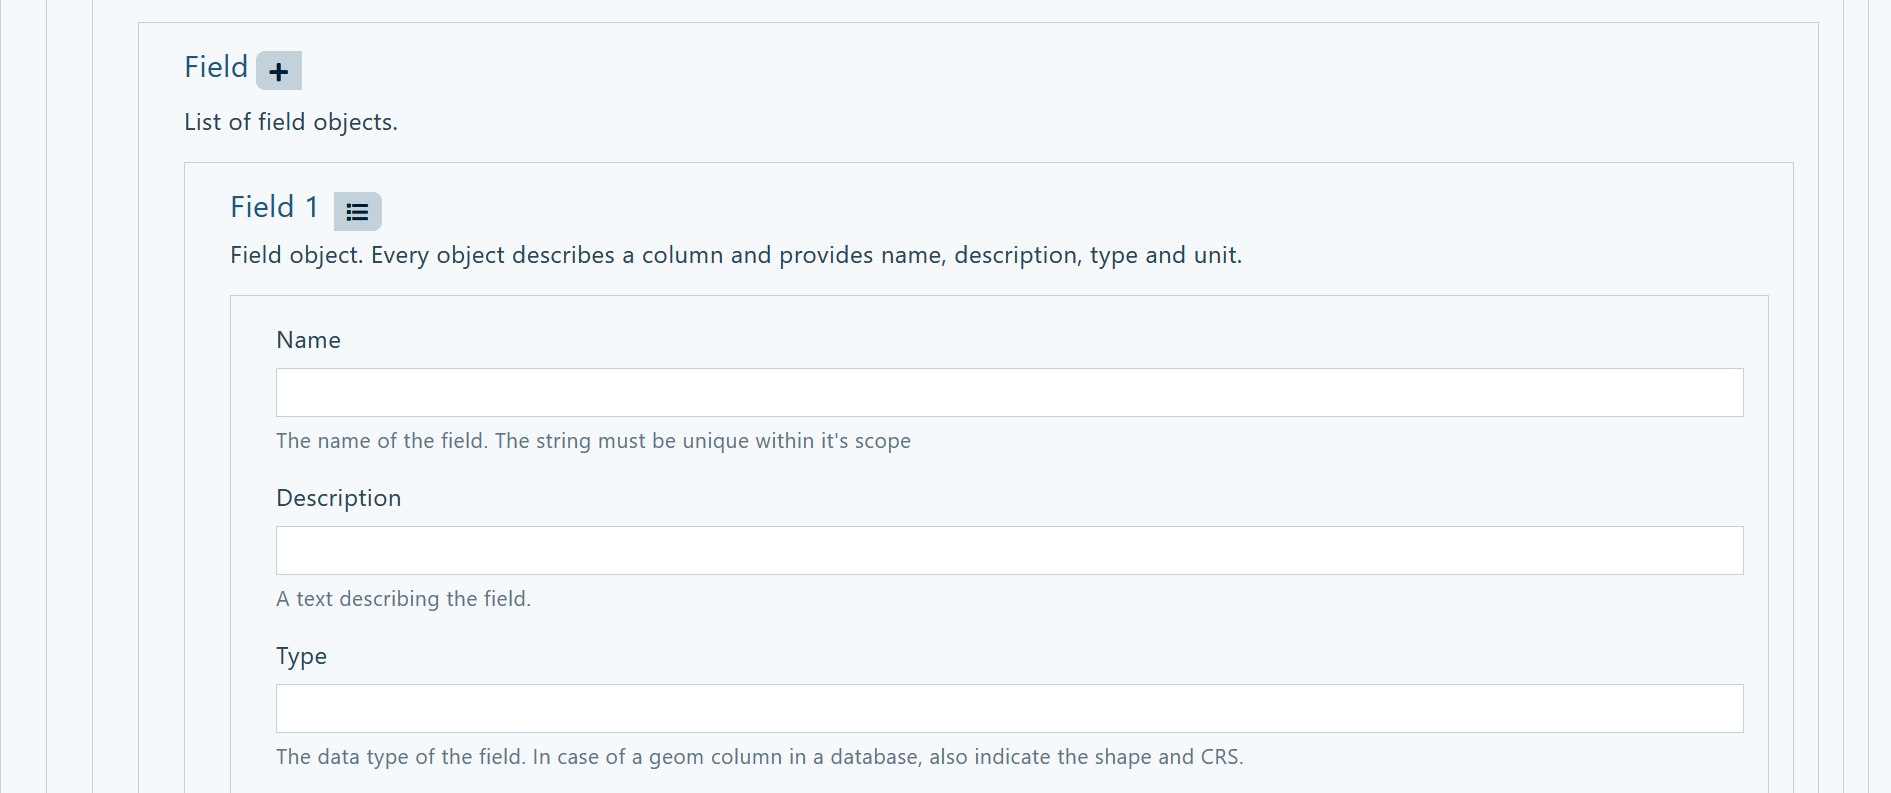 Field
List of field objects.
Field 1
Field object. Every object describes a column and provides name, description, type and unit.
Name
The name of the field. The string must be unique within it's scope
Description
A text describing the field.
Type
The data type of the field. In case of a geom column in a database, also indicate the shape and CRS.